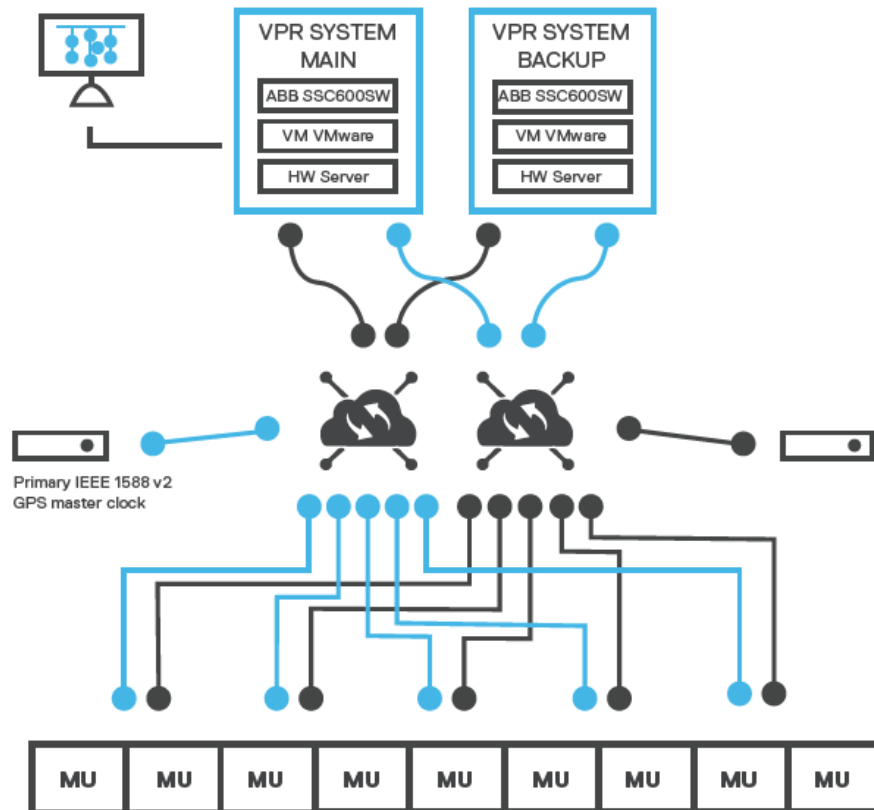 VPR SYSTEM
MAIN
ABB SSC600SW
VM VMware
HW Server
VPR SYSTEM
BACKUP
ABB SSC600SW
VM VMware
HW Server
Primary IEEE 1588 v2
GPS master clock
MU MU MU MU MU MU MU MU MU